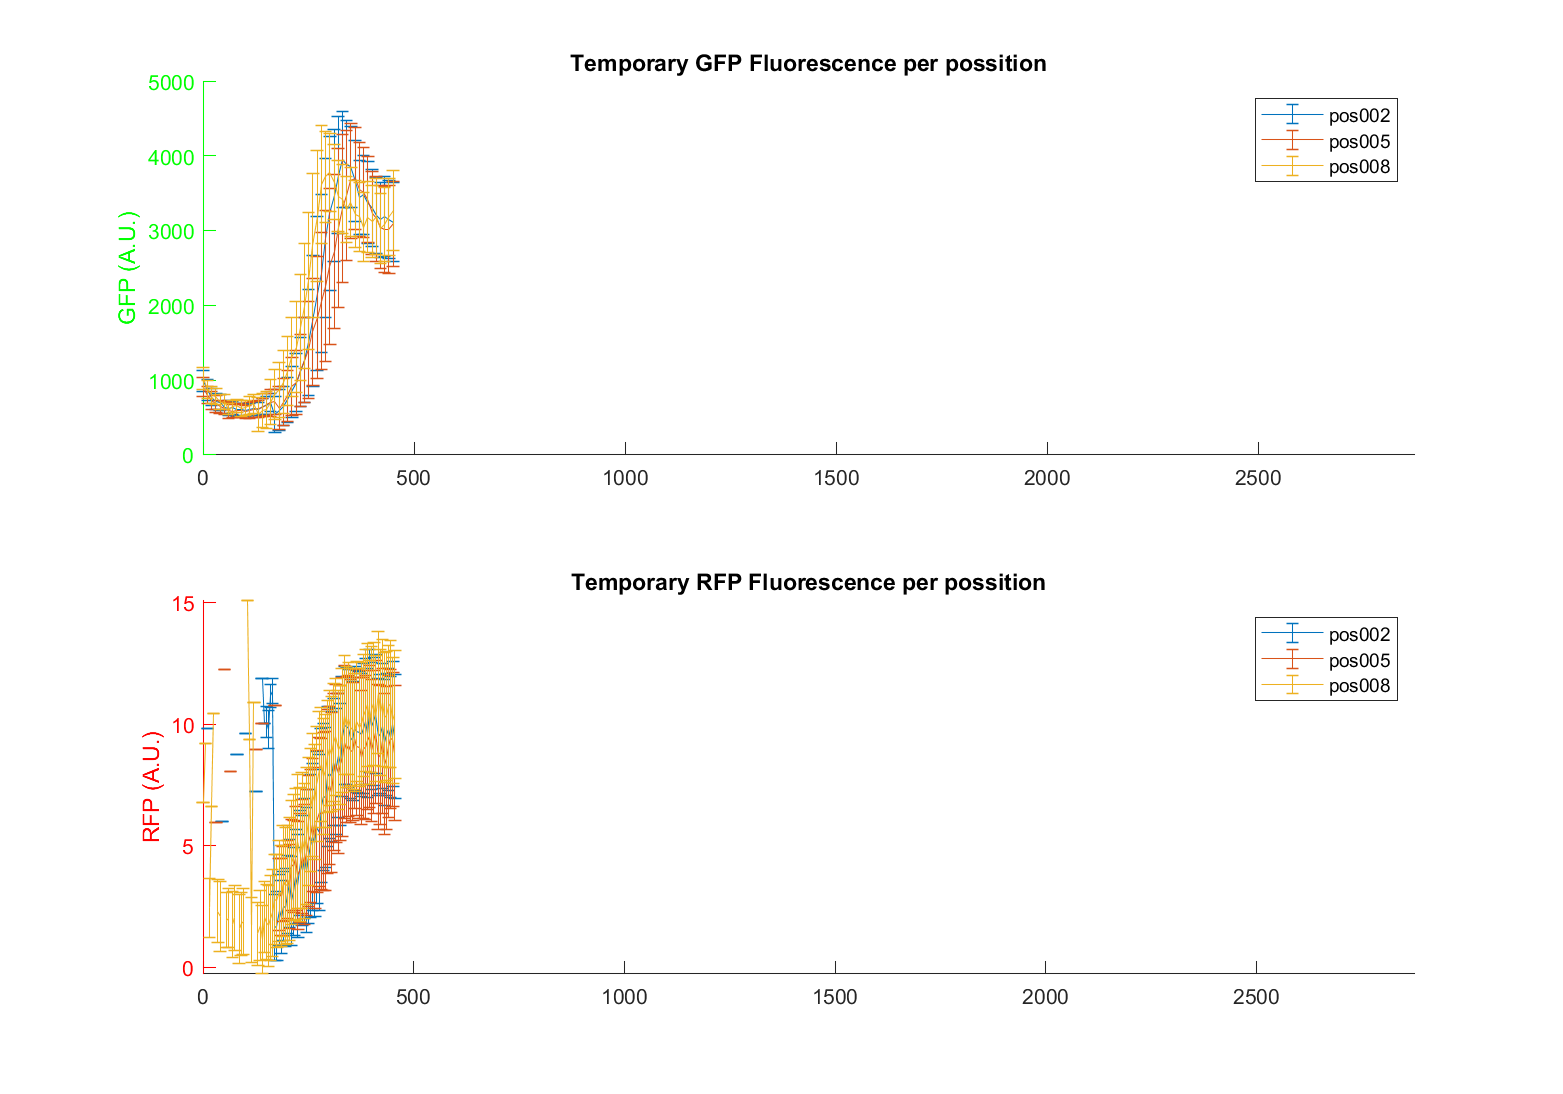 Temporary GFP Fluorescence per possition
5000
4000
3000
2000
1000
0
GFP (A.U.)
pos002
pos005
pos008
0 500 1000 1500 2000 2500
Temporary RFP Fluorescence per possition
15
10
5
0
RFP (A.U.)
pos002
pos005
pos008
0 500 1000 1500 2000 2500